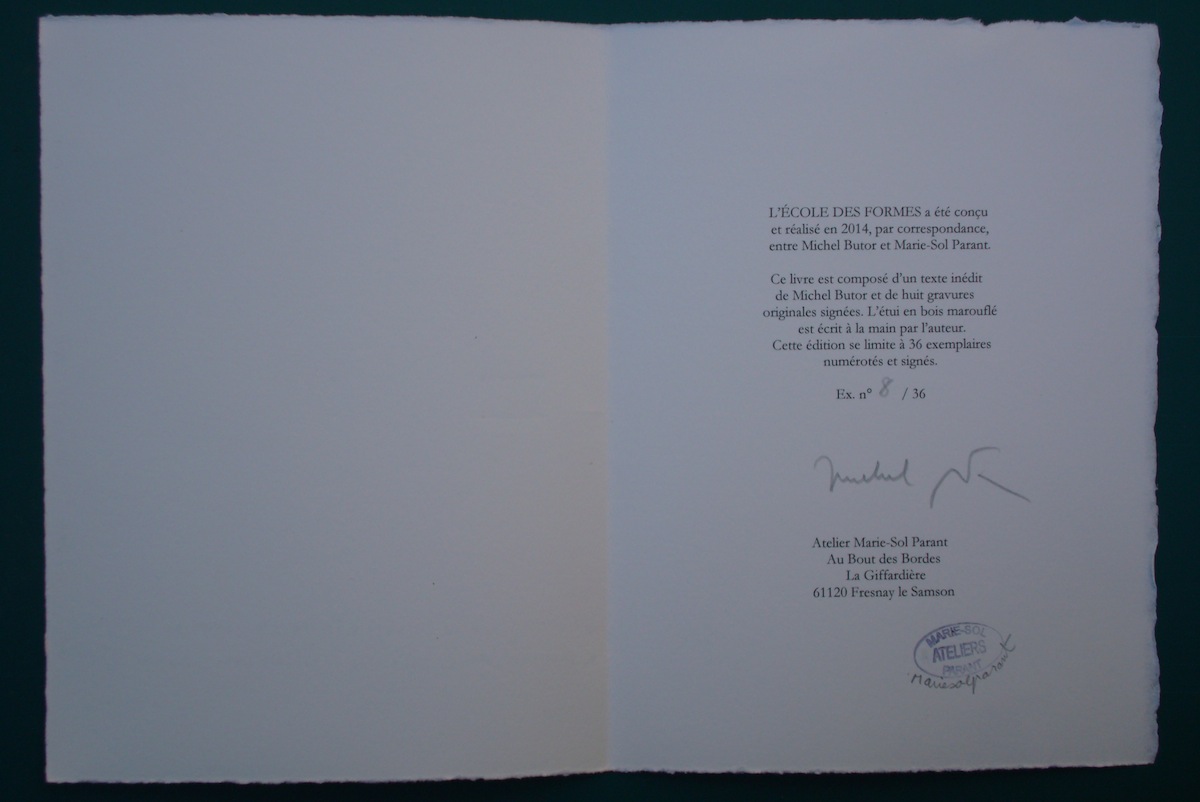 L'ÉCOLE DES FORMES a été conçu
et réalisé en 2014, par correspondance,
entre Michel Butor et Marie-Sol Parant.
Ce livre est composé d'un texte inédit
de Michel Butor et de huit gravures
originales signées. L'étui en bois marouflé
est écrit à la main par l'auteur.
Cette édition se limite à 36 exemplaires
numérotés et signés.
Ex. n° 8 / 36
Michel
Atelier Marie-Sol Parant
Au Bout des Bordes
La Giffardière
61120 Fresnay le Samson
MARIE-SOL
ATELIERS
PARANT
Mariesolparant